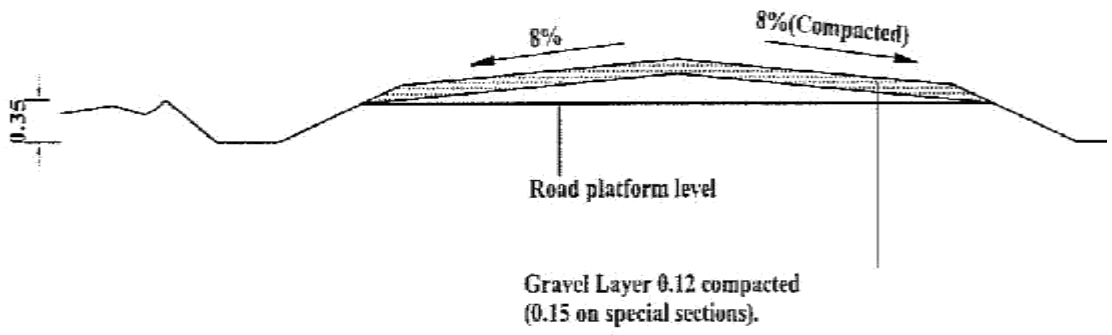 8%
8%(Compacted)
0.35
Road platform level
Gravel Layer 0.12 compacted
(0.15 on special sections).